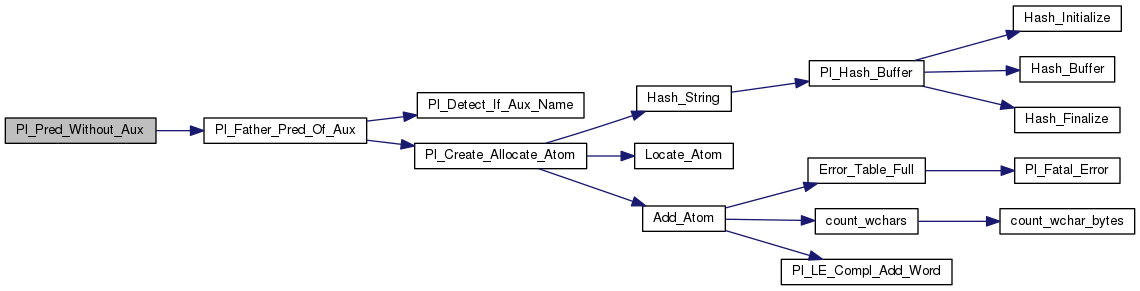 Pl_Pred_Without_Aux
Pl_Father_Pred_Of_Aux
Pl_Detect_If_Aux_Name
Pl_Create_Allocate_Atom
Hash_String
Locate_Atom
Add_Atom
Pl_Hash_Buffer
Error_Table_Full
count_wchars
Pl_LE_Compl_Add_Word
Hash_Initialize
Hash_Buffer
Hash_Finalize
Pl_Fatal_Error
count_wchar_bytes